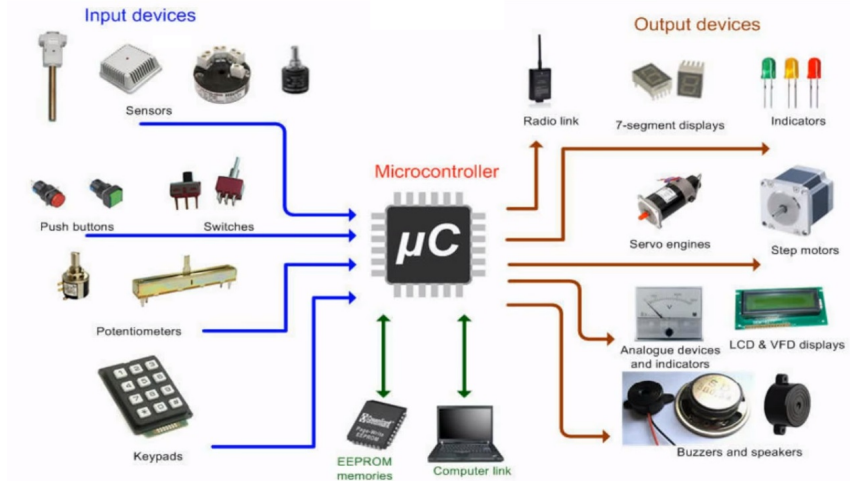 Input devices
Output devices
Sensors
Radio link
7-segment displays
Indicators
Microcontroller
µC
Push buttons
Switches
Servo engines
Step motors
Potentiometers
Analogue devices
and indicators
LCD & VFD displays
Keypads
EEPROM
memories
Computer link
Buzzers and speakers